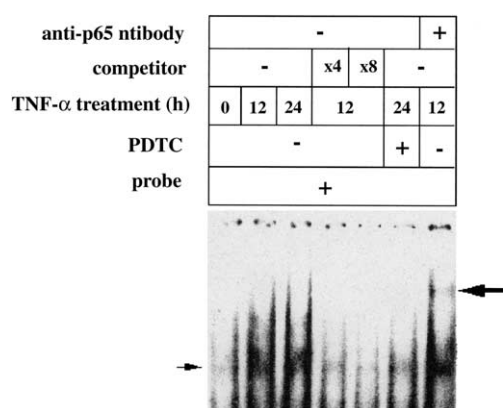 anti-p65 ntibody - +
competitor - x4 x8 -
TNF-α treatment (h) 0 12 24 12 24 12
PDTC - + -
probe +